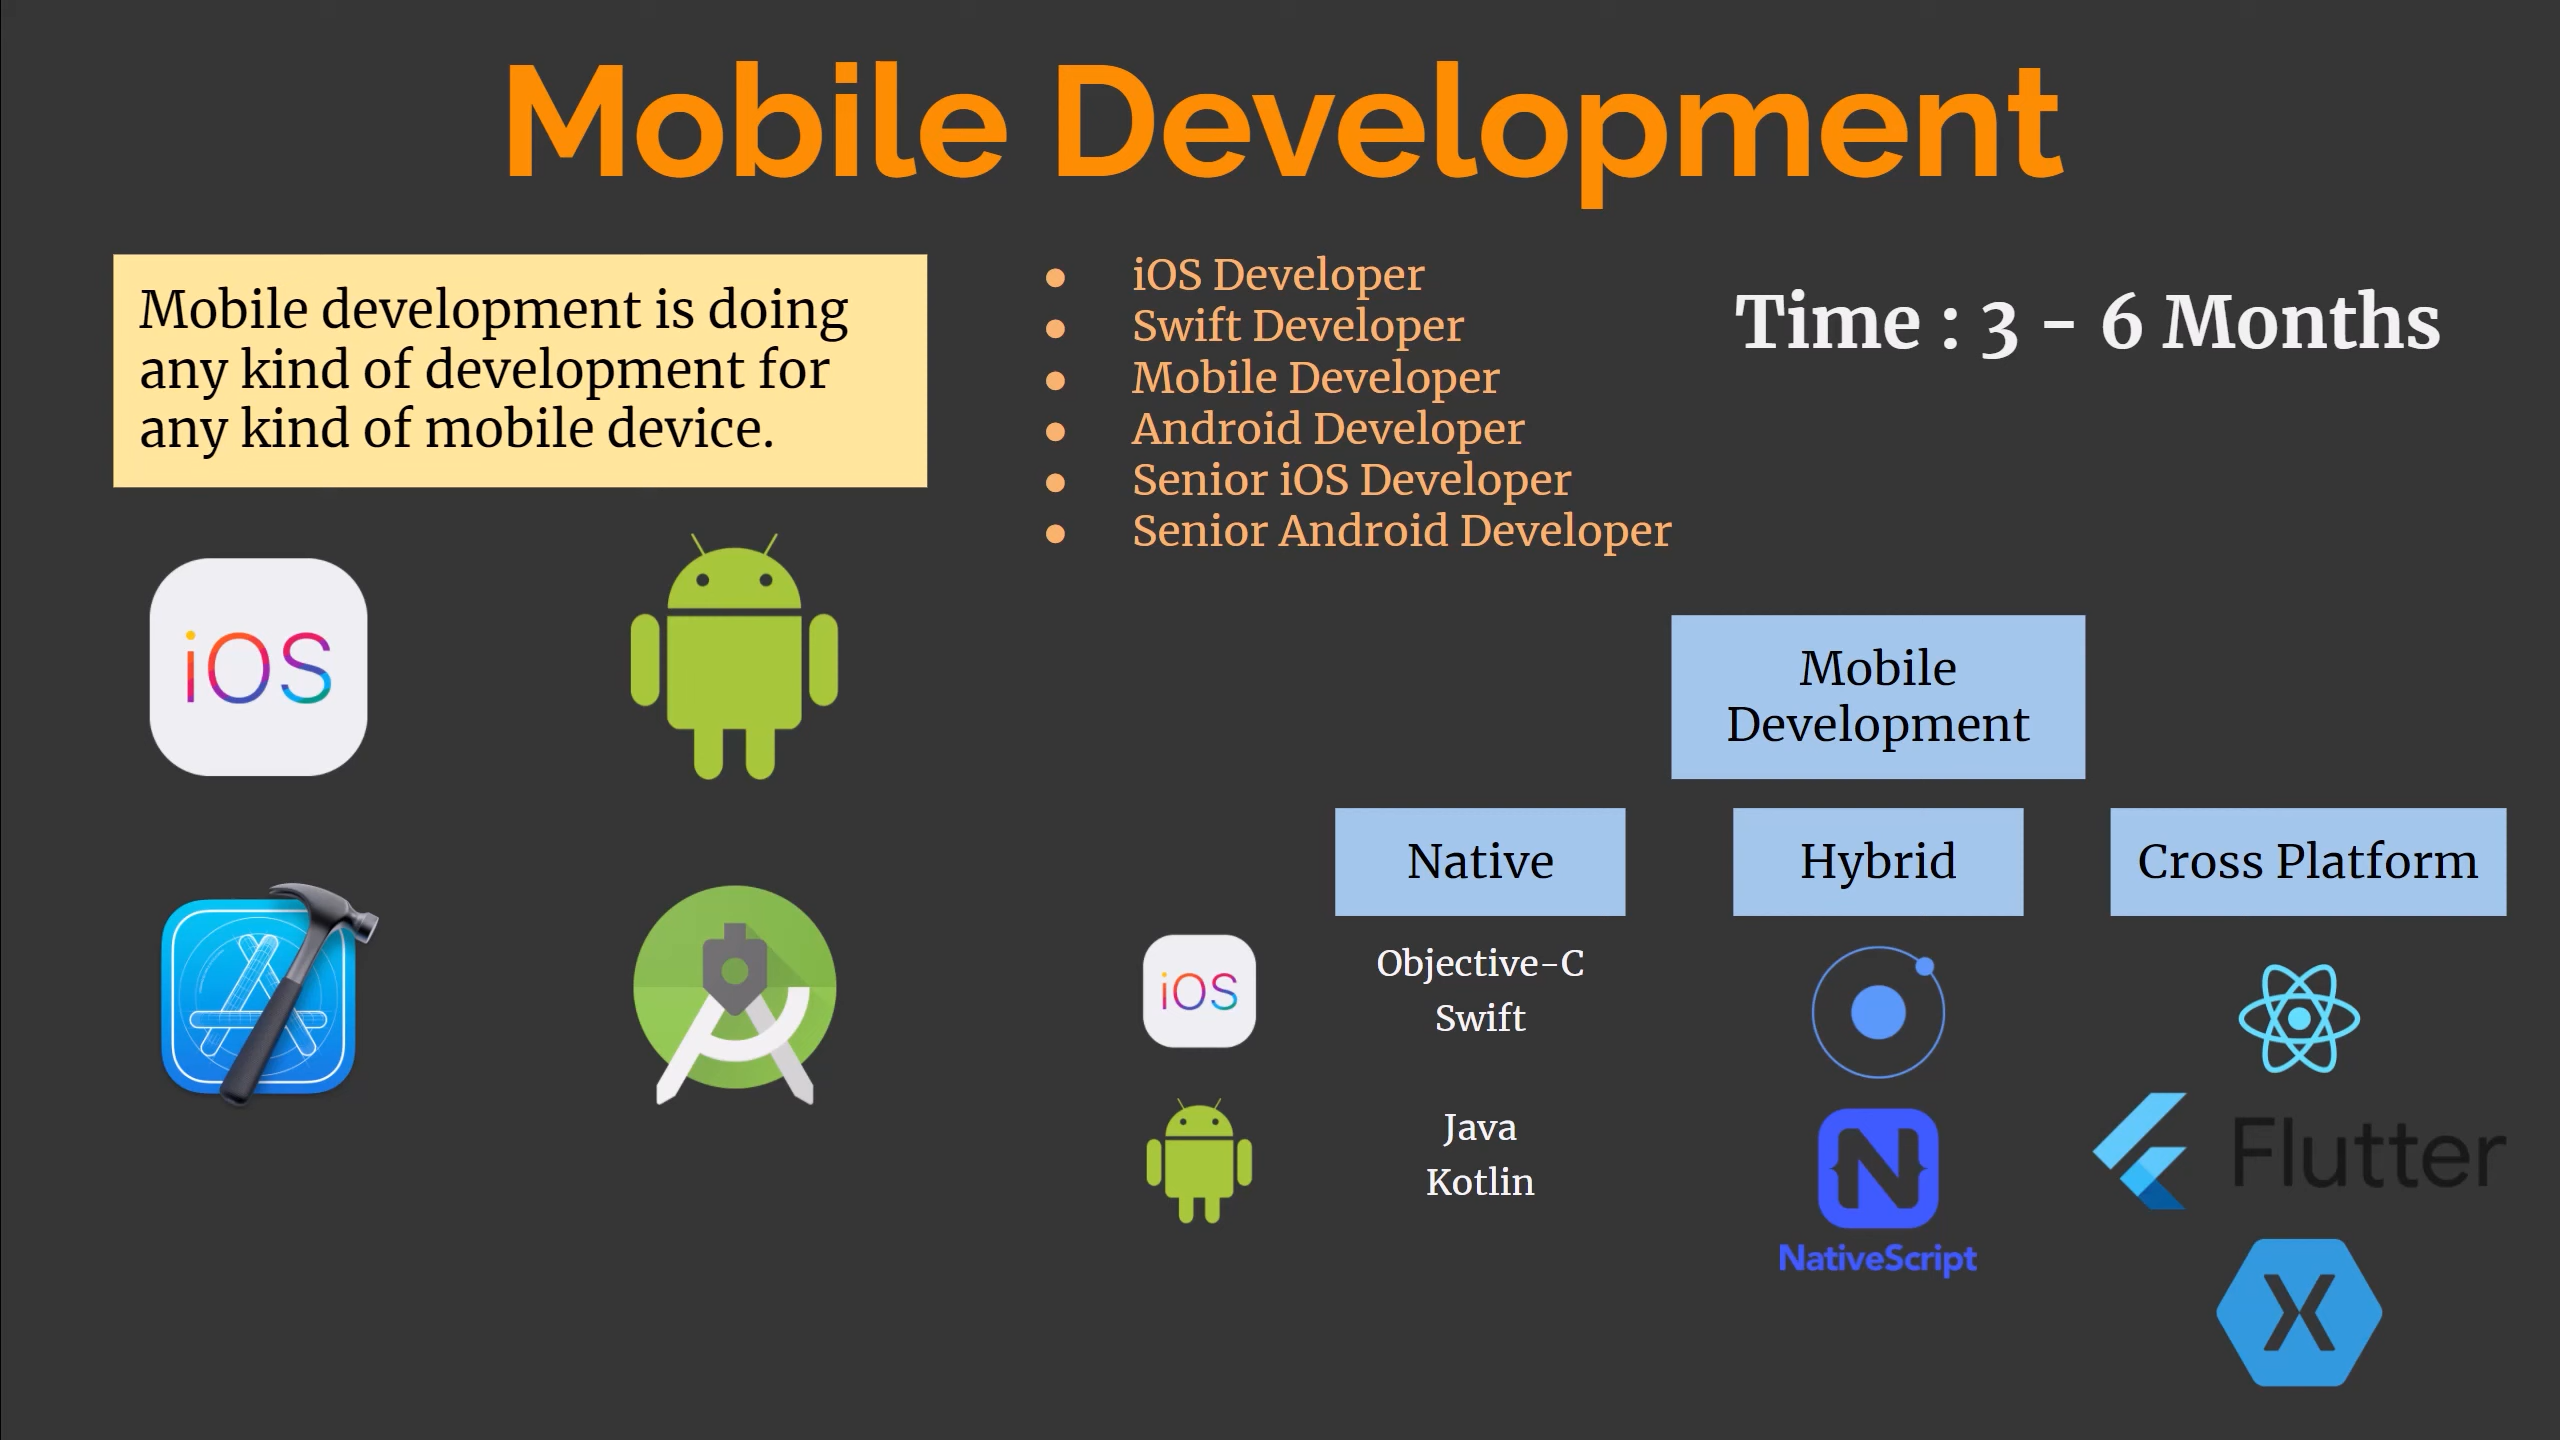 Mobile Development
Mobile development is doing
any kind of development for
any kind of mobile device.
● iOS Developer
● Swift Developer
● Mobile Developer
● Android Developer
● Senior iOS Developer
● Senior Android Developer
Time : 3 - 6 Months
iOS
Mobile
Development
Native
Hybrid
Cross Platform
iOS
Objective-C
Swift
Java
Kotlin
N
NativeScript
Flutter
X